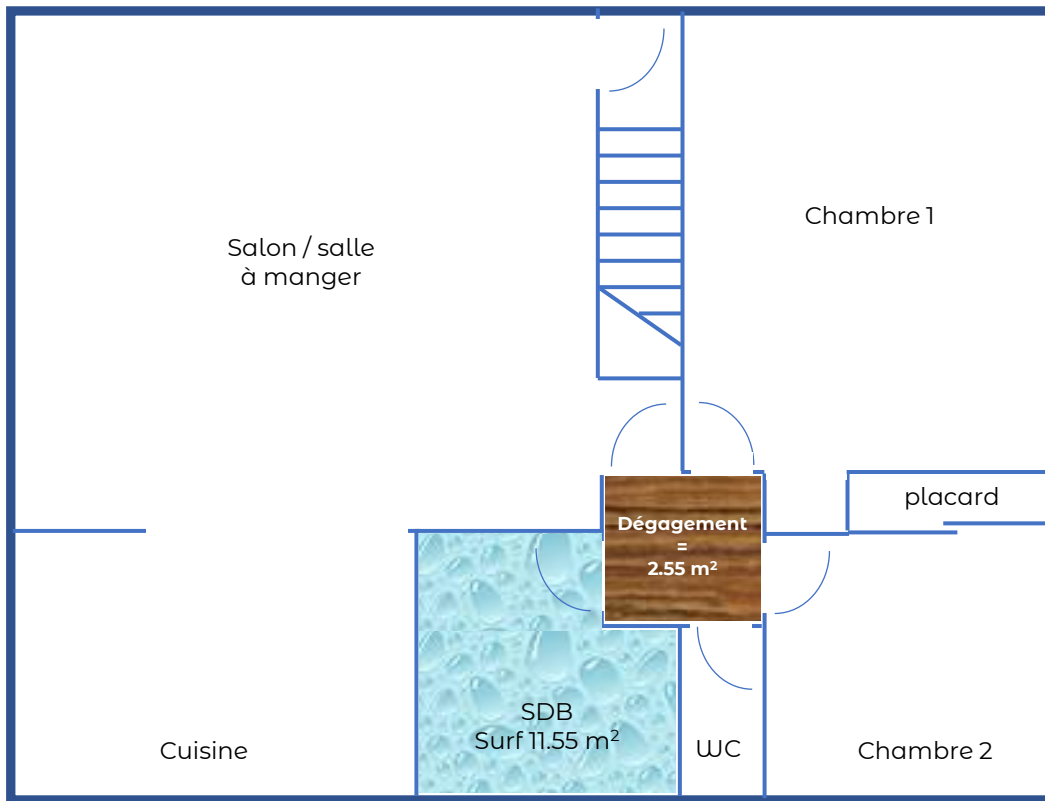 Chambre 1
Salon / salle
à manger
placard
Dégagement
=
2.55 m²
SDB
Surf 11.55 m²
Cuisine
WC
Chambre 2